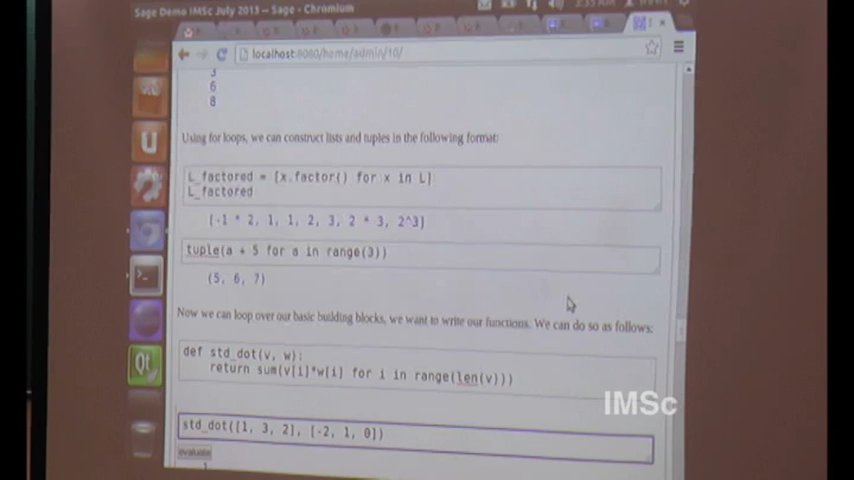 Sage Demo IMSc July 2013 - Sage - Chromium
localhost:8080/home/admin/10/
3
6
8
Using for loops, we can construct lists and tuples in the following format:
L_factored = [x.factor() for x in L]
L_factored
[-1 * 2, 1, 1, 2, 3, 2 * 3, 2^3]
tuple(a + 5 for a in range(3))
(5, 6, 7)
Now we can loop over our basic building blocks, we want to write our functions. We can do so as follows:
def std_dot(v, w):
return sum(v[i]*w[i] for i in range(len(v)))
IMSc
std_dot([1, 3, 2], [-2, 1, 0])
evaluate
1